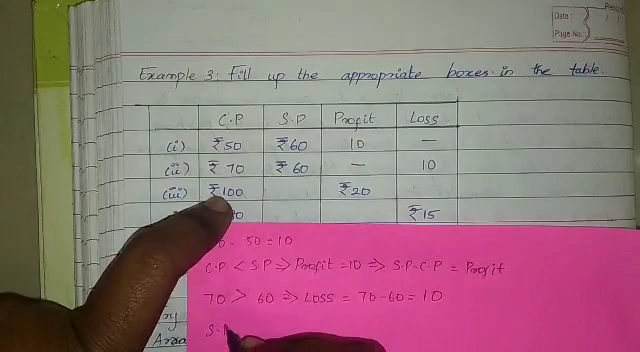 Date :
Page No.
Example 3: Fill up the appropriate boxes in the table.
C.P S.P Profit Loss
(i) ₹50 ₹60 10 —
(ii) ₹ 70 ₹ 60 — 10
(iii) ₹100 ₹20
₹15
- 50 = 10
C.P < S.P ⇒ Profit = 10 ⇒ S.P - C.P = Profit
70 > 60 ⇒ Loss = 70 - 60 = 10